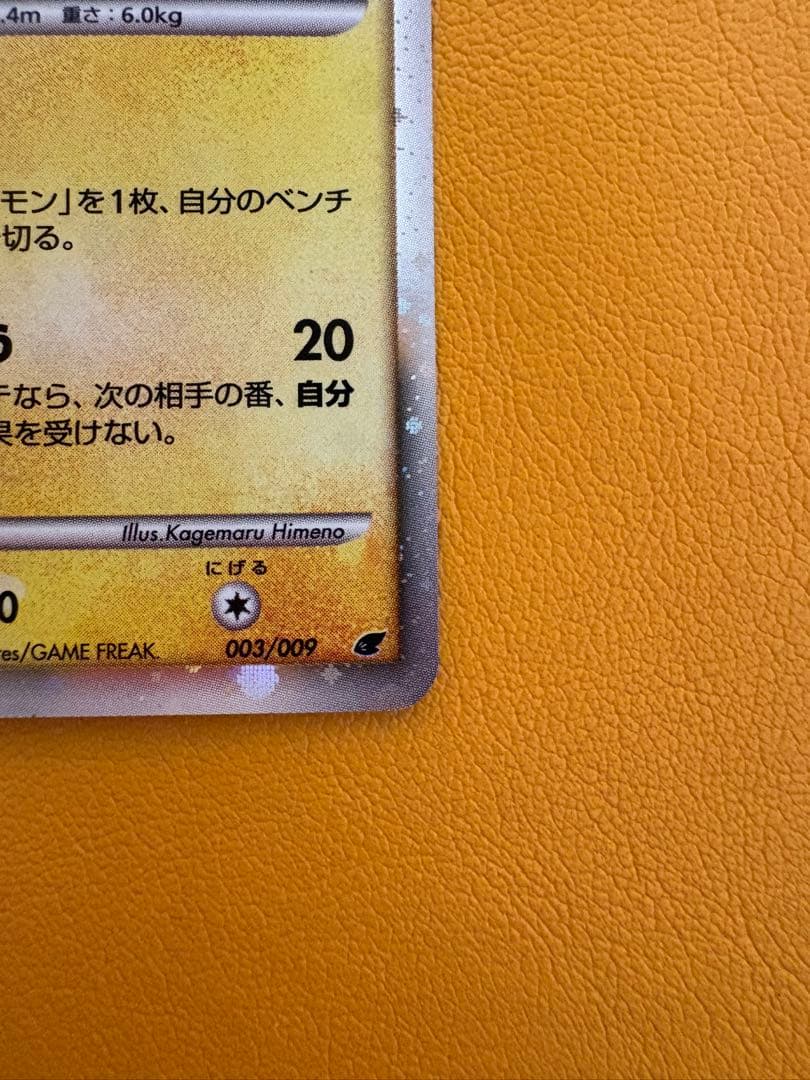 .4m 重さ:6.0kg
モン」を1枚、自分のベンチ
切る。
20
なら、次の相手の番、自分
果を受けない。
Illus.Kagemaru Himeno
にげる
0
res/GAME FREAK.
003/009